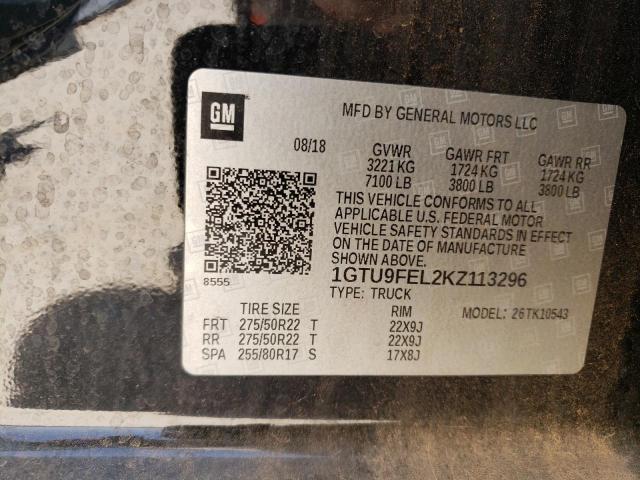 GM
MFD BY GENERAL MOTORS LLC
08/18
GVWR GAWR FRT GAWR RR
3221 KG 1724 KG 1724 KG
7100 LB 3800 LB 3800 LB
THIS VEHICLE CONFORMS TO ALL
APPLICABLE U.S. FEDERAL MOTOR
VEHICLE SAFETY STANDARDS IN EFFECT
ON THE DATE OF MANUFACTURE
SHOWN ABOVE.
8555
1GTU9FEL2KZ113296
TYPE: TRUCK
TIRE SIZE RIM MODEL: 26TK10543
FRT 275/50R22 T 22X9J
RR 275/50R22 T 22X9J
SPA 255/80R17 S 17X8J